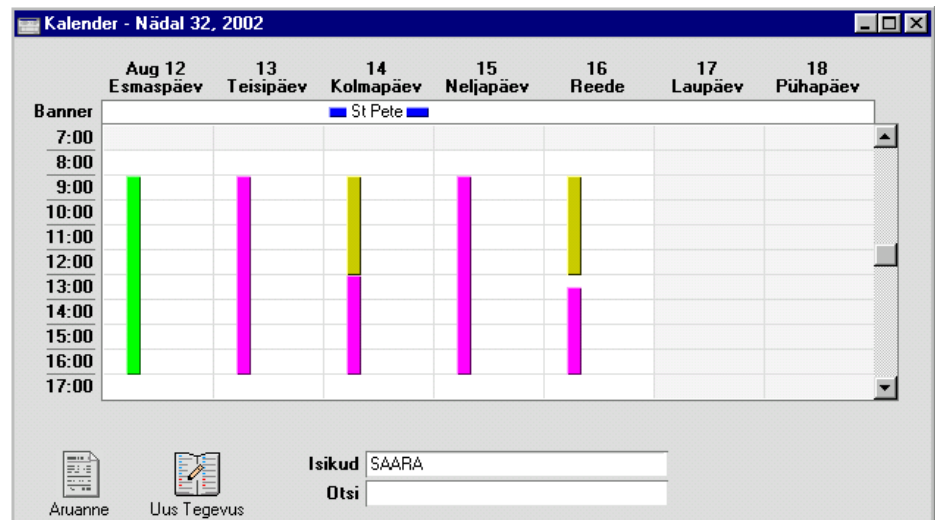 Kalender - Nädal 32, 2002
Aug 12 13 14 15 16 17 18
Esmaspäev Teisipäev Kolmapäev Neljapäev Reede Laupäev Pühapäev
Banner St Pete
7:00
8:00
9:00
10:00
11:00
12:00
13:00
14:00
15:00
16:00
17:00
Isikud SAARA
Otsi
Aruanne Uus Tegevus